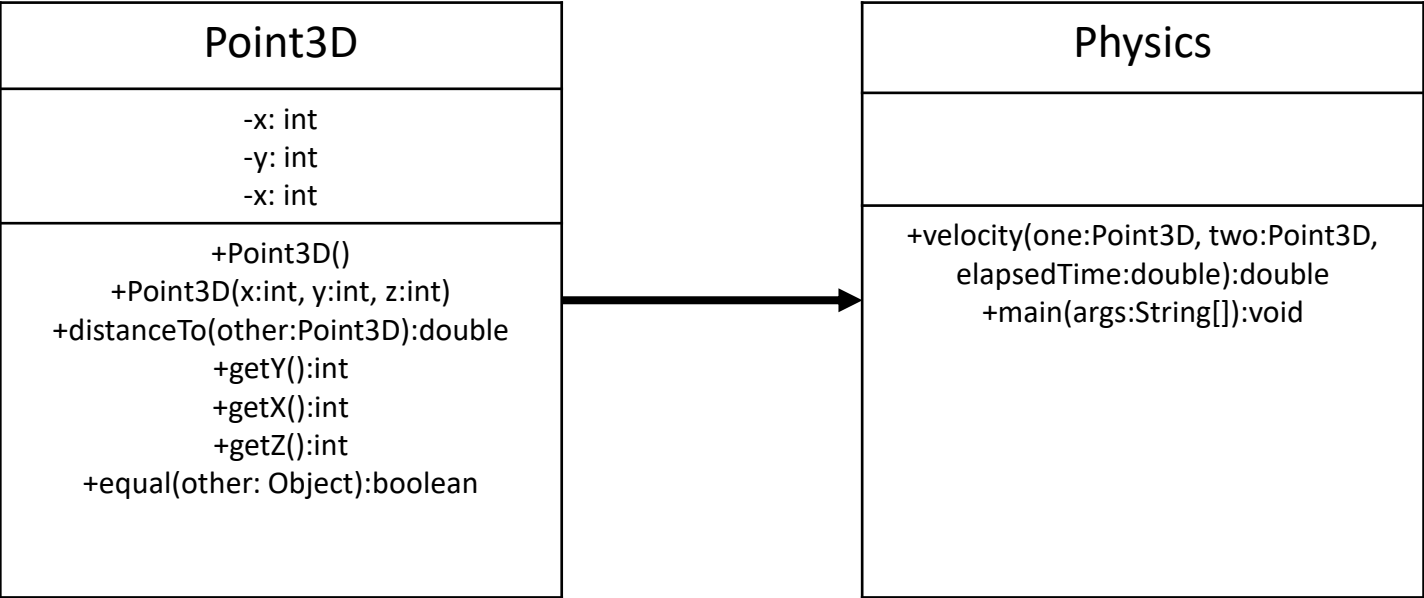 Point3D
-x: int
-y: int
-x: int
+Point3D()
+Point3D(x:int, y:int, z:int)
+distanceTo(other:Point3D):double
+getY():int
+getX():int
+getZ():int
+equal(other: Object):boolean
Physics
+velocity(one:Point3D, two:Point3D,
elapsedTime:double):double
+main(args:String[]):void